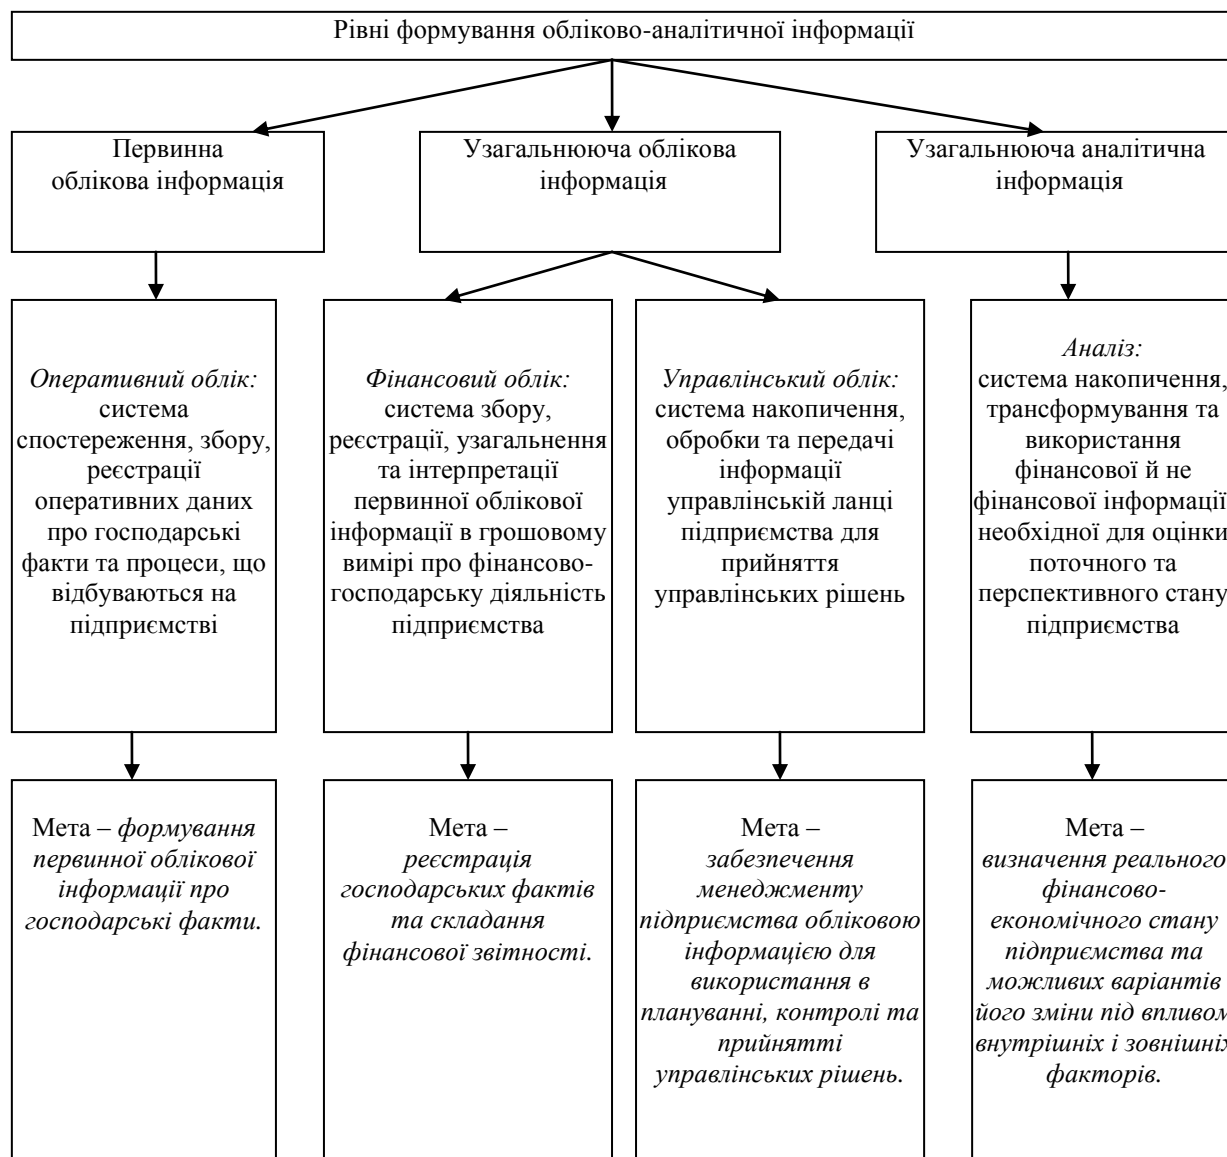 Рівні формування обліково-аналітичної інформації
Первинна
облікова інформація
Узагальнююча облікова
інформація
Узагальнююча аналітична
інформація
Оперативний облік:
система
спостереження, збору,
реєстрації
оперативних даних
про господарські
факти та процеси, що
відбуваються на
підприємстві
Фінансовий облік:
система збору,
реєстрації, узагальнення
та інтерпретації
первинної облікової
інформації в грошовому
вимірі про фінансово-
господарську діяльність
підприємства
Управлінський облік:
система накопичення,
обробки та передачі
інформації
управлінській ланці
підприємства для
прийняття
управлінських рішень
Аналіз:
система накопичення,
трансформування та
використання
фінансової й не
фінансової інформації
необхідної для оцінки
поточного та
перспективного стану
підприємства
Мета – формування
первинної облікової
інформації про
господарські факти.
Мета –
реєстрація
господарських фактів
та складання
фінансової звітності.
Мета –
забезпечення
менеджменту
підприємства обліковою
інформацією для
використання в
плануванні, контролі та
прийнятті
управлінських рішень.
Мета –
визначення реального
фінансово-
економічного стану
підприємства та
можливих варіантів
його зміни під впливом
внутрішніх і зовнішніх
факторів.